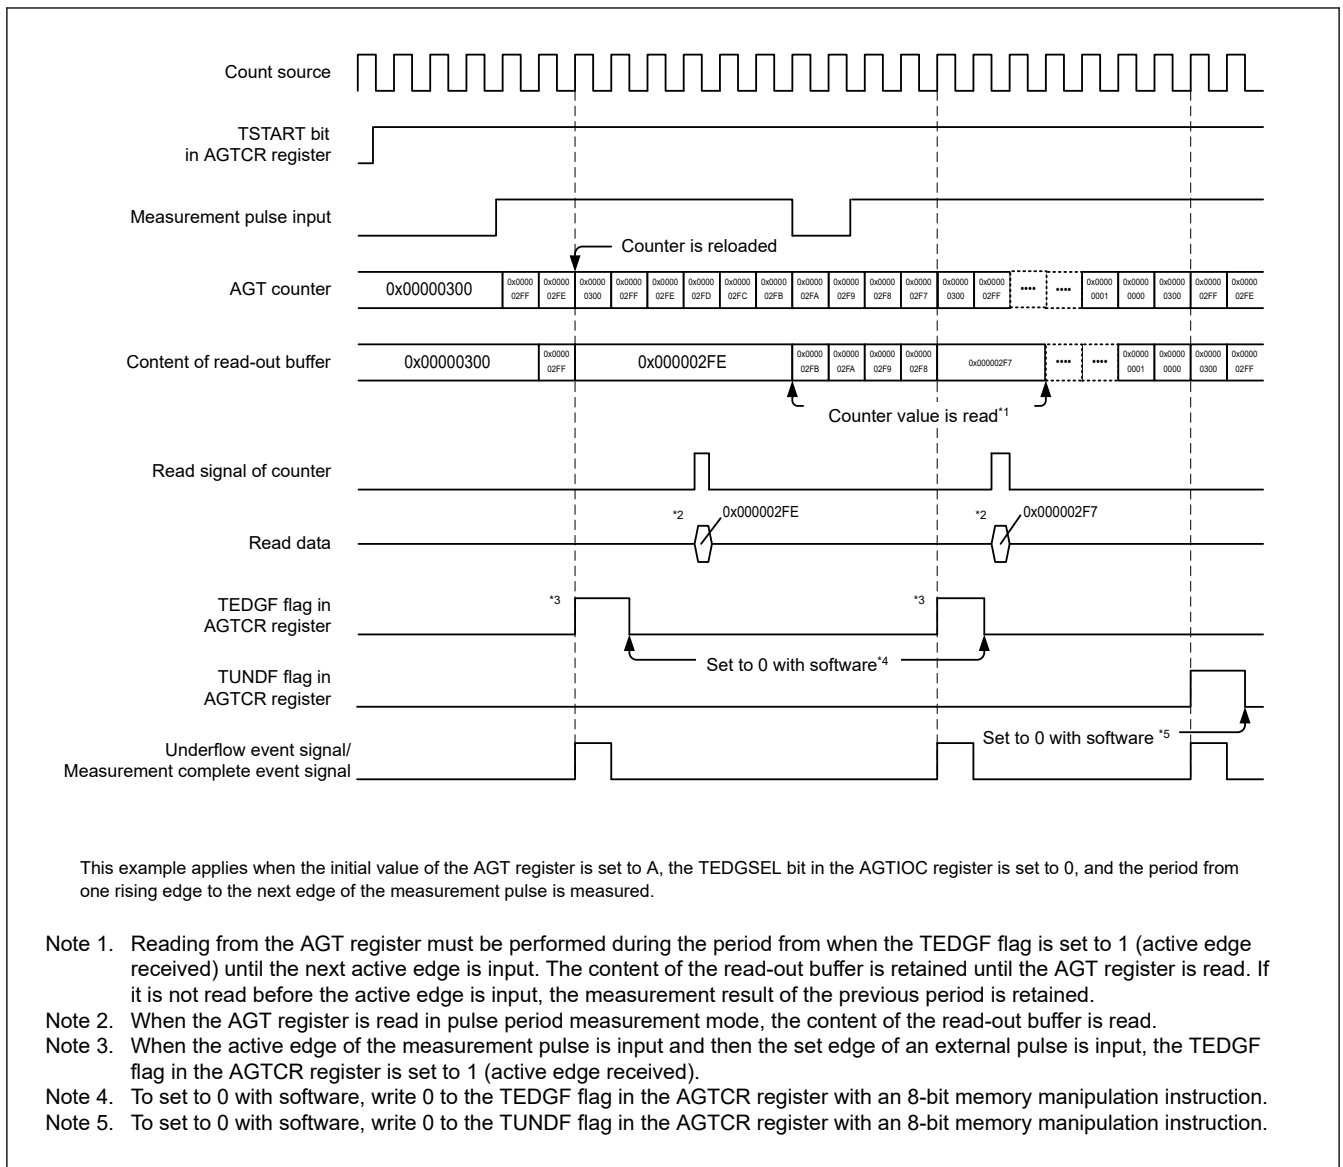 Count source
TSTART bit
in AGTCR register
Measurement pulse input
Counter is reloaded
AGT counter
0x00000300
0x0000 02FF
0x0000 02FE
0x0000 0300
0x0000 02FF
0x0000 02FE
0x0000 02FD
0x0000 02FC
0x0000 02FB
0x0000 02FA
0x0000 02F9
0x0000 02F8
0x0000 02F7
0x0000 0300
0x0000 02FF
••••
••••
0x0000 0001
0x0000 0000
0x0000 0300
0x0000 02FF
0x0000 02FE
Content of read-out buffer
0x00000300
0x0000 02FF
0x000002FE
0x0000 02FB
0x0000 02FA
0x0000 02F9
0x0000 02F8
0x000002F7
••••
••••
0x0000 0001
0x0000 0000
0x0000 0300
0x0000 02FF
Counter value is read*1
Read signal of counter
*2 0x000002FE
*2 0x000002F7
Read data
TEDGF flag in
AGTCR register
*3
*3
Set to 0 with software*4
TUNDF flag in
AGTCR register
Set to 0 with software *5
Underflow event signal/
Measurement complete event signal
This example applies when the initial value of the AGT register is set to A, the TEDGSEL bit in the AGTIOC register is set to 0, and the period from
one rising edge to the next edge of the measurement pulse is measured.
Note 1. Reading from the AGT register must be performed during the period from when the TEDGF flag is set to 1 (active edge
received) until the next active edge is input. The content of the read-out buffer is retained until the AGT register is read. If
it is not read before the active edge is input, the measurement result of the previous period is retained.
Note 2. When the AGT register is read in pulse period measurement mode, the content of the read-out buffer is read.
Note 3. When the active edge of the measurement pulse is input and then the set edge of an external pulse is input, the TEDGF
flag in the AGTCR register is set to 1 (active edge received).
Note 4. To set to 0 with software, write 0 to the TEDGF flag in the AGTCR register with an 8-bit memory manipulation instruction.
Note 5. To set to 0 with software, write 0 to the TUNDF flag in the AGTCR register with an 8-bit memory manipulation instruction.